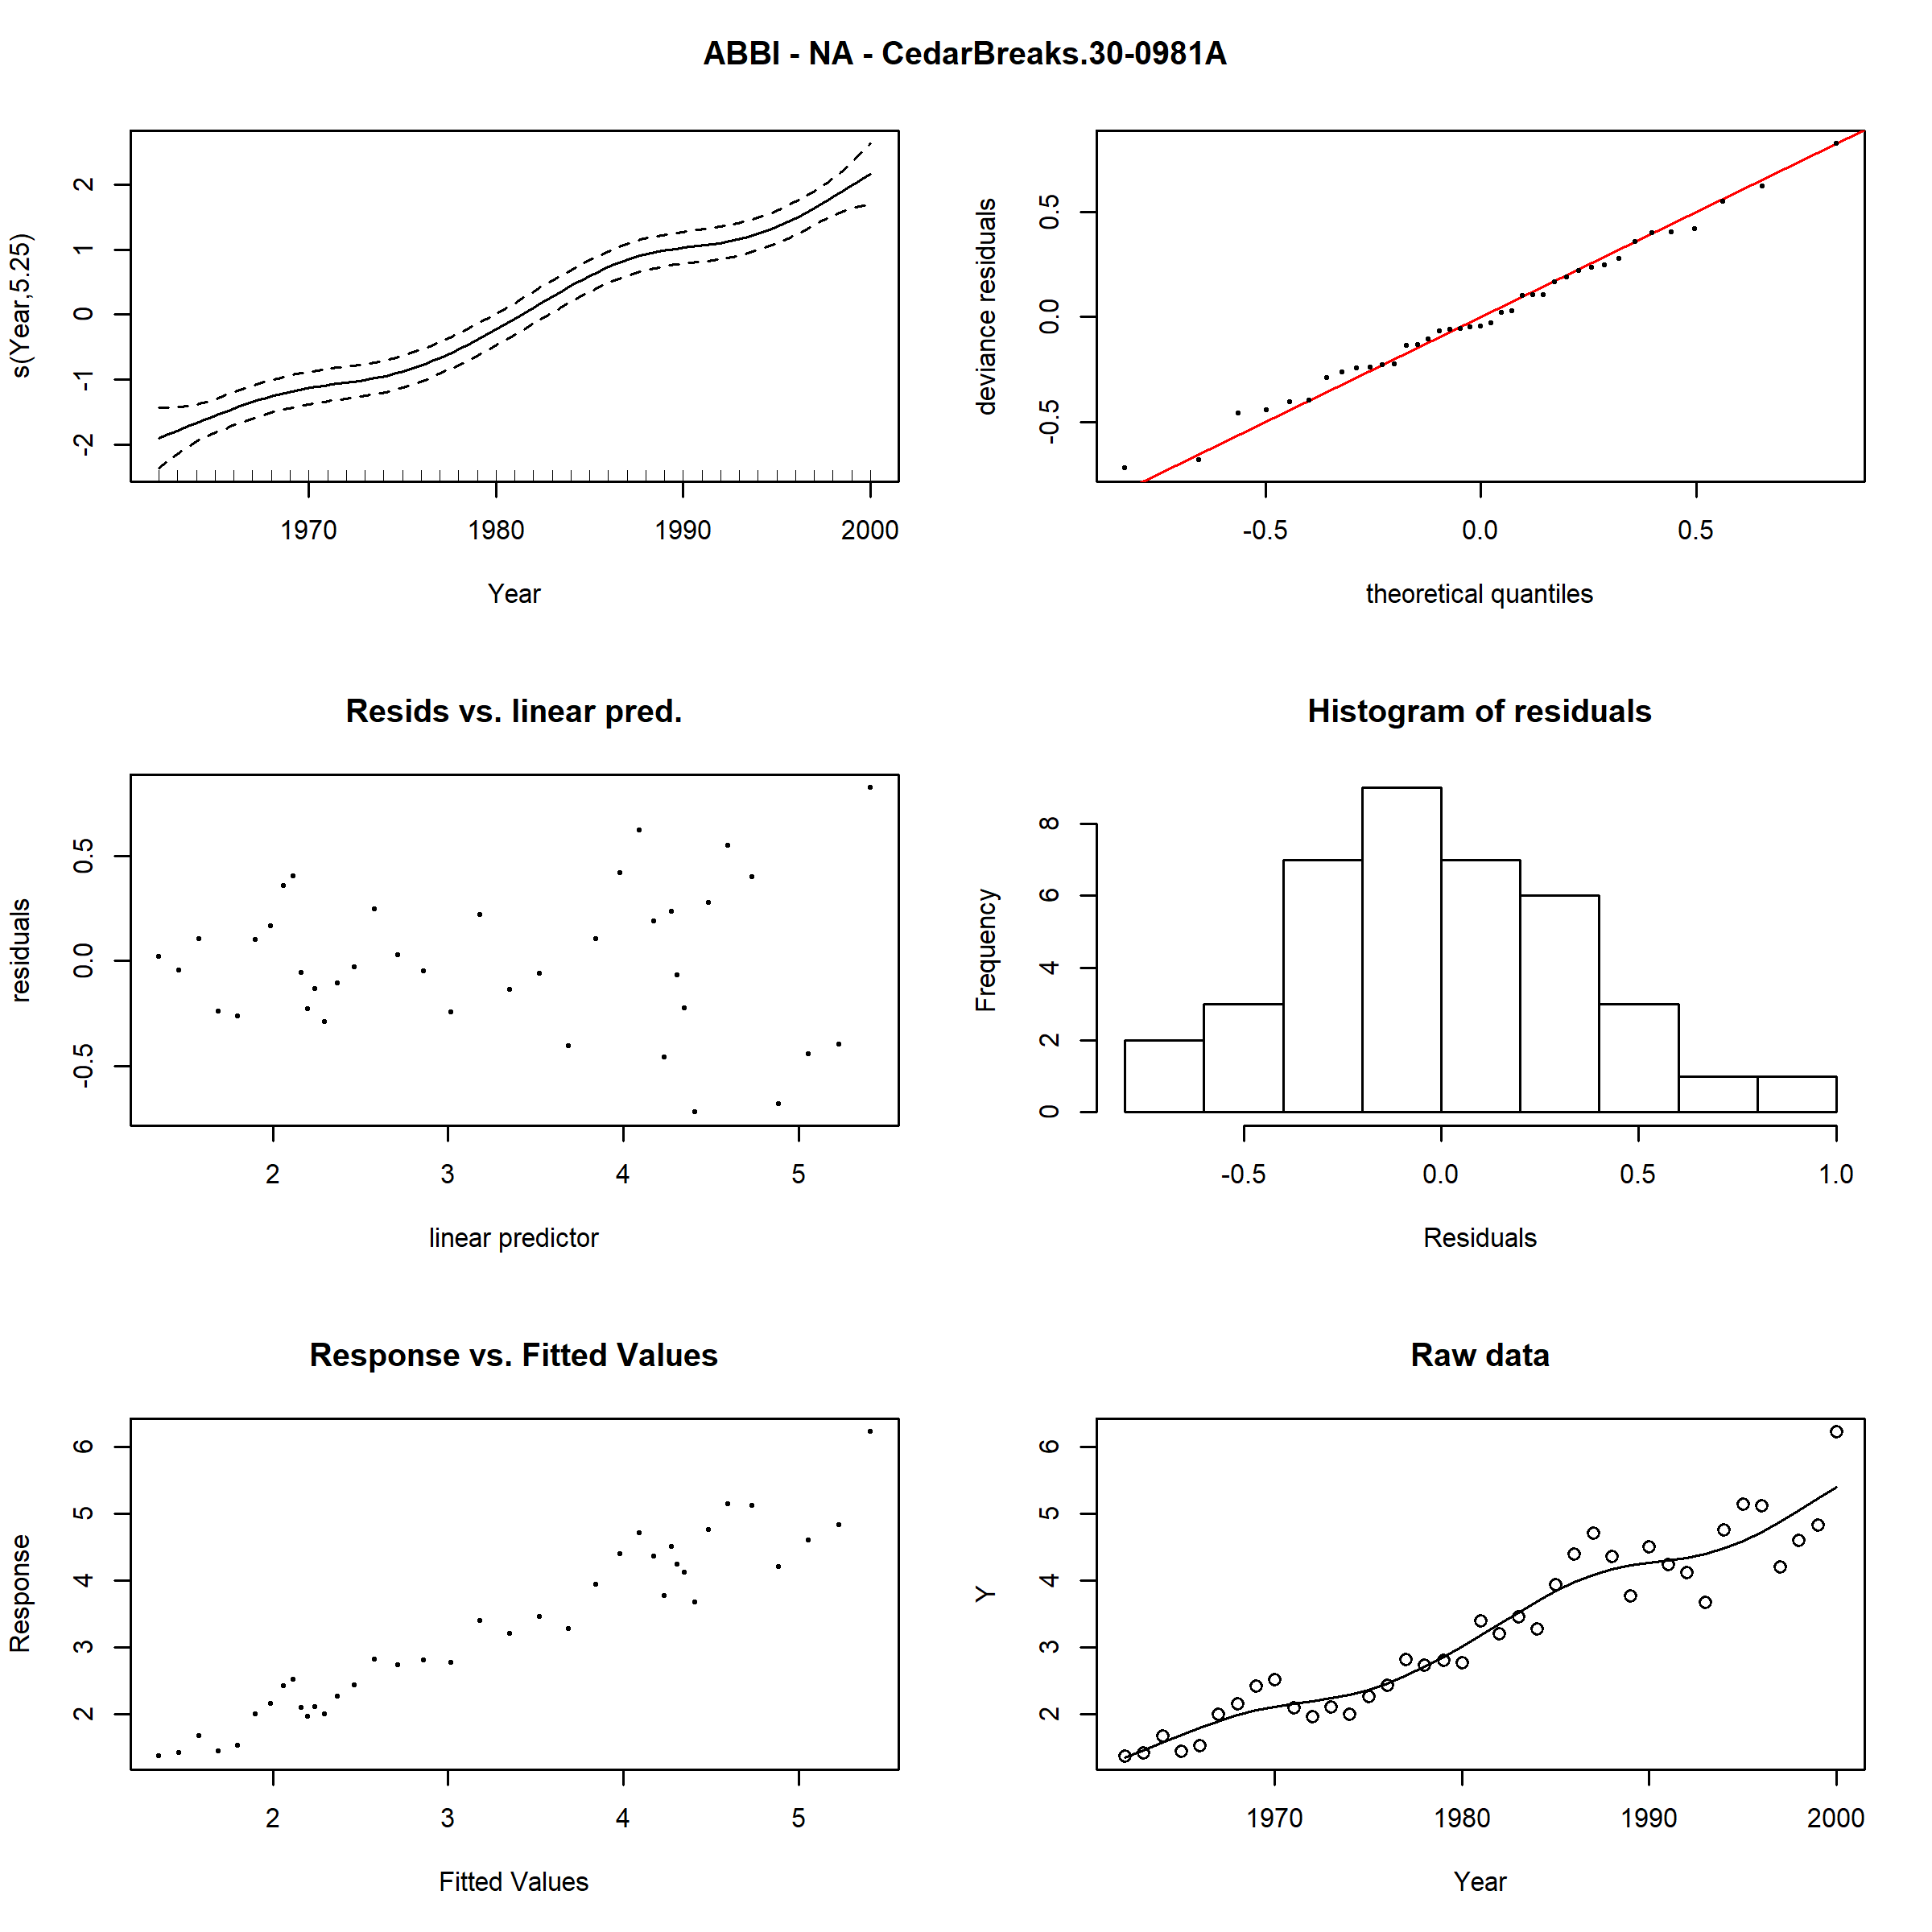 ABBI - NA - CedarBreaks.30-0981A
s(Year,5.25)
-2 -1 0 1 2
1970 1980 1990 2000
Year
deviance residuals
-0.5 0.0 0.5
-0.5 0.0 0.5
theoretical quantiles
Resids vs. linear pred.
residuals
-0.5 0.0 0.5
2 3 4 5
linear predictor
Histogram of residuals
Frequency
0 2 4 6 8
-0.5 0.0 0.5 1.0
Residuals
Response vs. Fitted Values
Response
2 3 4 5 6
2 3 4 5
Fitted Values
Raw data
Y
2 3 4 5 6
1970 1980 1990 2000
Year